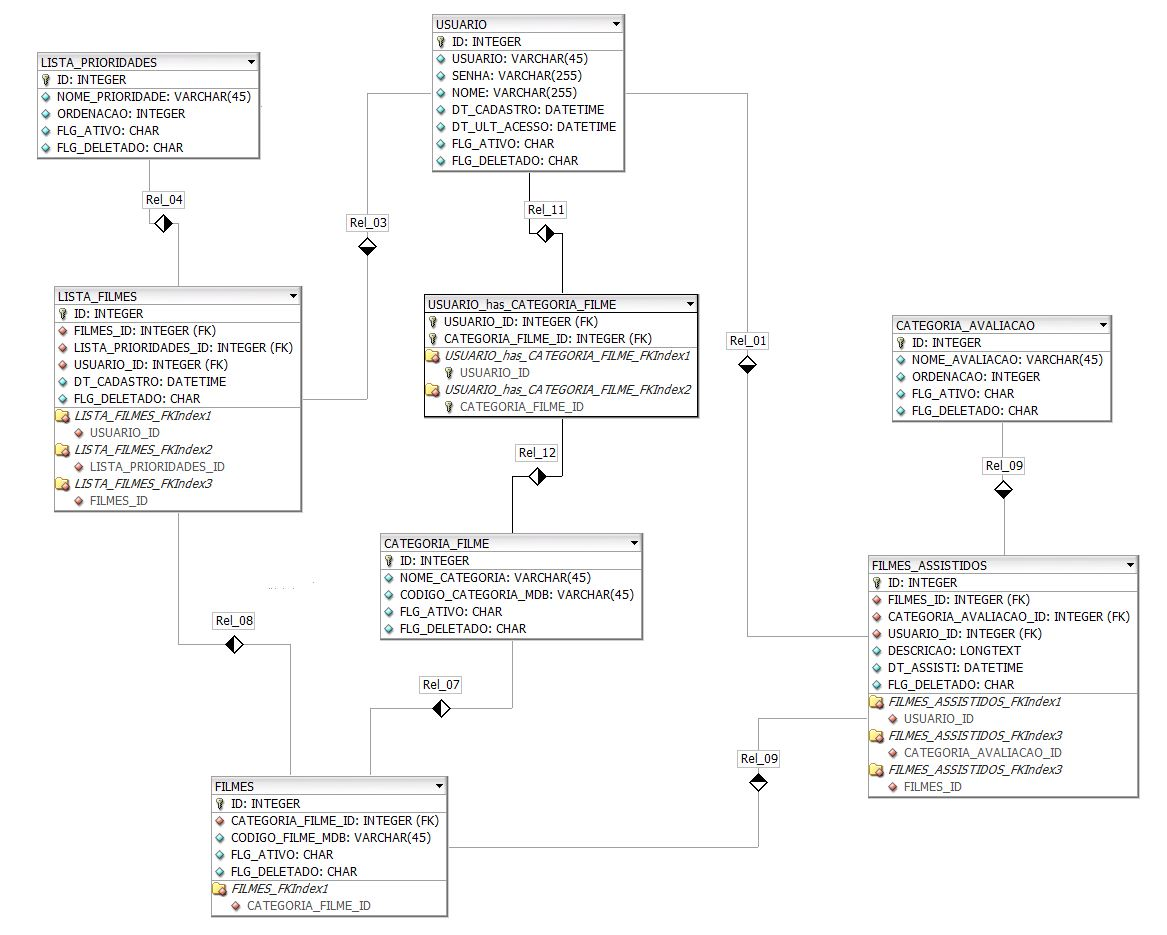 USUARIO
ID: INTEGER
USUARIO: VARCHAR(45)
SENHA: VARCHAR(255)
NOME: VARCHAR(255)
DT_CADASTRO: DATETIME
DT_ULT_ACESSO: DATETIME
FLG_ATIVO: CHAR
FLG_DELETADO: CHAR
LISTA_PRIORIDADES
ID: INTEGER
NOME_PRIORIDADE: VARCHAR(45)
ORDENACAO: INTEGER
FLG_ATIVO: CHAR
FLG_DELETADO: CHAR
Rel_04
Rel_03
Rel_11
Rel_01
LISTA_FILMES
ID: INTEGER
FILMES_ID: INTEGER (FK)
LISTA_PRIORIDADES_ID: INTEGER (FK)
USUARIO_ID: INTEGER (FK)
DT_CADASTRO: DATETIME
FLG_DELETADO: CHAR
LISTA_FILMES_FKIndex1
USUARIO_ID
LISTA_FILMES_FKIndex2
LISTA_PRIORIDADES_ID
LISTA_FILMES_FKIndex3
FILMES_ID
USUARIO_has_CATEGORIA_FILME
USUARIO_ID: INTEGER (FK)
CATEGORIA_FILME_ID: INTEGER (FK)
USUARIO_has_CATEGORIA_FILME_FKIndex1
USUARIO_ID
USUARIO_has_CATEGORIA_FILME_FKIndex2
CATEGORIA_FILME_ID
CATEGORIA_AVALIACAO
ID: INTEGER
NOME_AVALIACAO: VARCHAR(45)
ORDENACAO: INTEGER
FLG_ATIVO: CHAR
FLG_DELETADO: CHAR
Rel_12
Rel_09
CATEGORIA_FILME
ID: INTEGER
NOME_CATEGORIA: VARCHAR(45)
CODIGO_CATEGORIA_MDB: VARCHAR(45)
FLG_ATIVO: CHAR
FLG_DELETADO: CHAR
FILMES_ASSISTIDOS
ID: INTEGER
FILMES_ID: INTEGER (FK)
CATEGORIA_AVALIACAO_ID: INTEGER (FK)
USUARIO_ID: INTEGER (FK)
DESCRICAO: LONGTEXT
DT_ASSISTI: DATETIME
FLG_DELETADO: CHAR
FILMES_ASSISTIDOS_FKIndex1
USUARIO_ID
FILMES_ASSISTIDOS_FKIndex3
CATEGORIA_AVALIACAO_ID
FILMES_ASSISTIDOS_FKIndex3
FILMES_ID
Rel_08
Rel_07
Rel_09
FILMES
ID: INTEGER
CATEGORIA_FILME_ID: INTEGER (FK)
CODIGO_FILME_MDB: VARCHAR(45)
FLG_ATIVO: CHAR
FLG_DELETADO: CHAR
FILMES_FKIndex1
CATEGORIA_FILME_ID